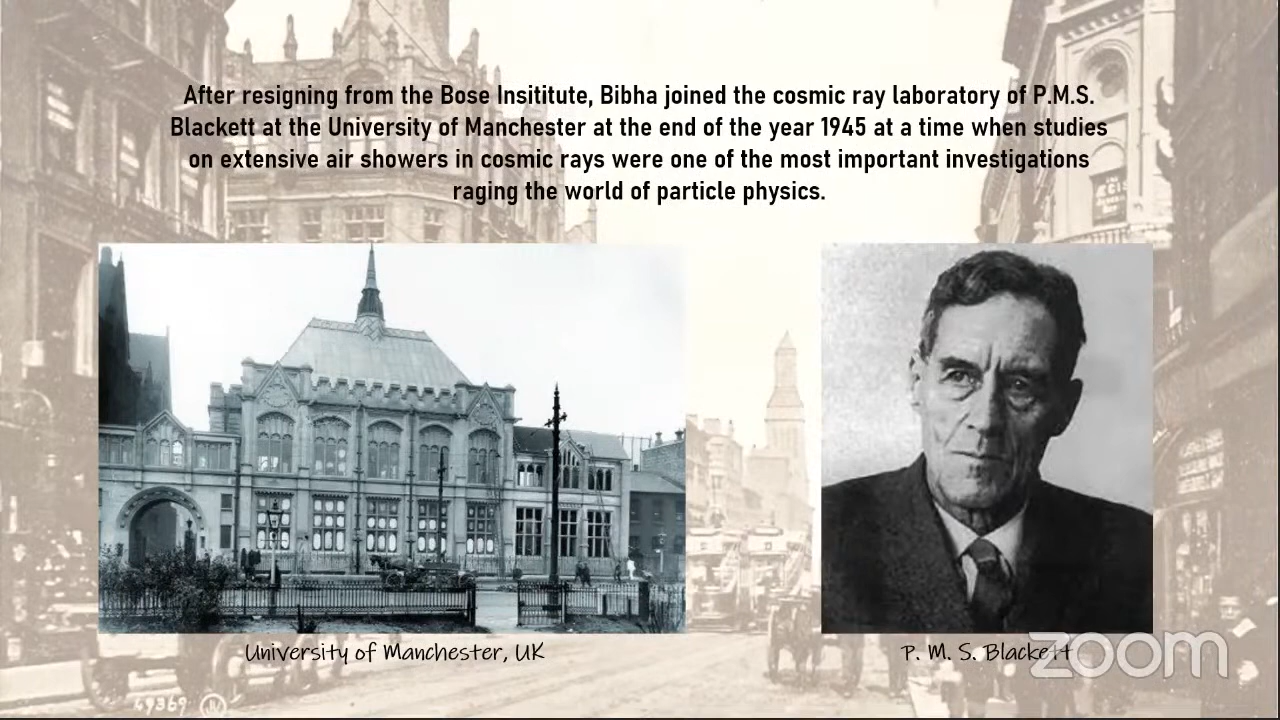 After resigning from the Bose Insititute, Bibha joined the cosmic ray laboratory of P.M.S.
Blackett at the University of Manchester at the end of the year 1945 at a time when studies
on extensive air showers in cosmic rays were one of the most important investigations
raging the world of particle physics.
University of Manchester, UK
P. M. S. Blackett
zoom
49369